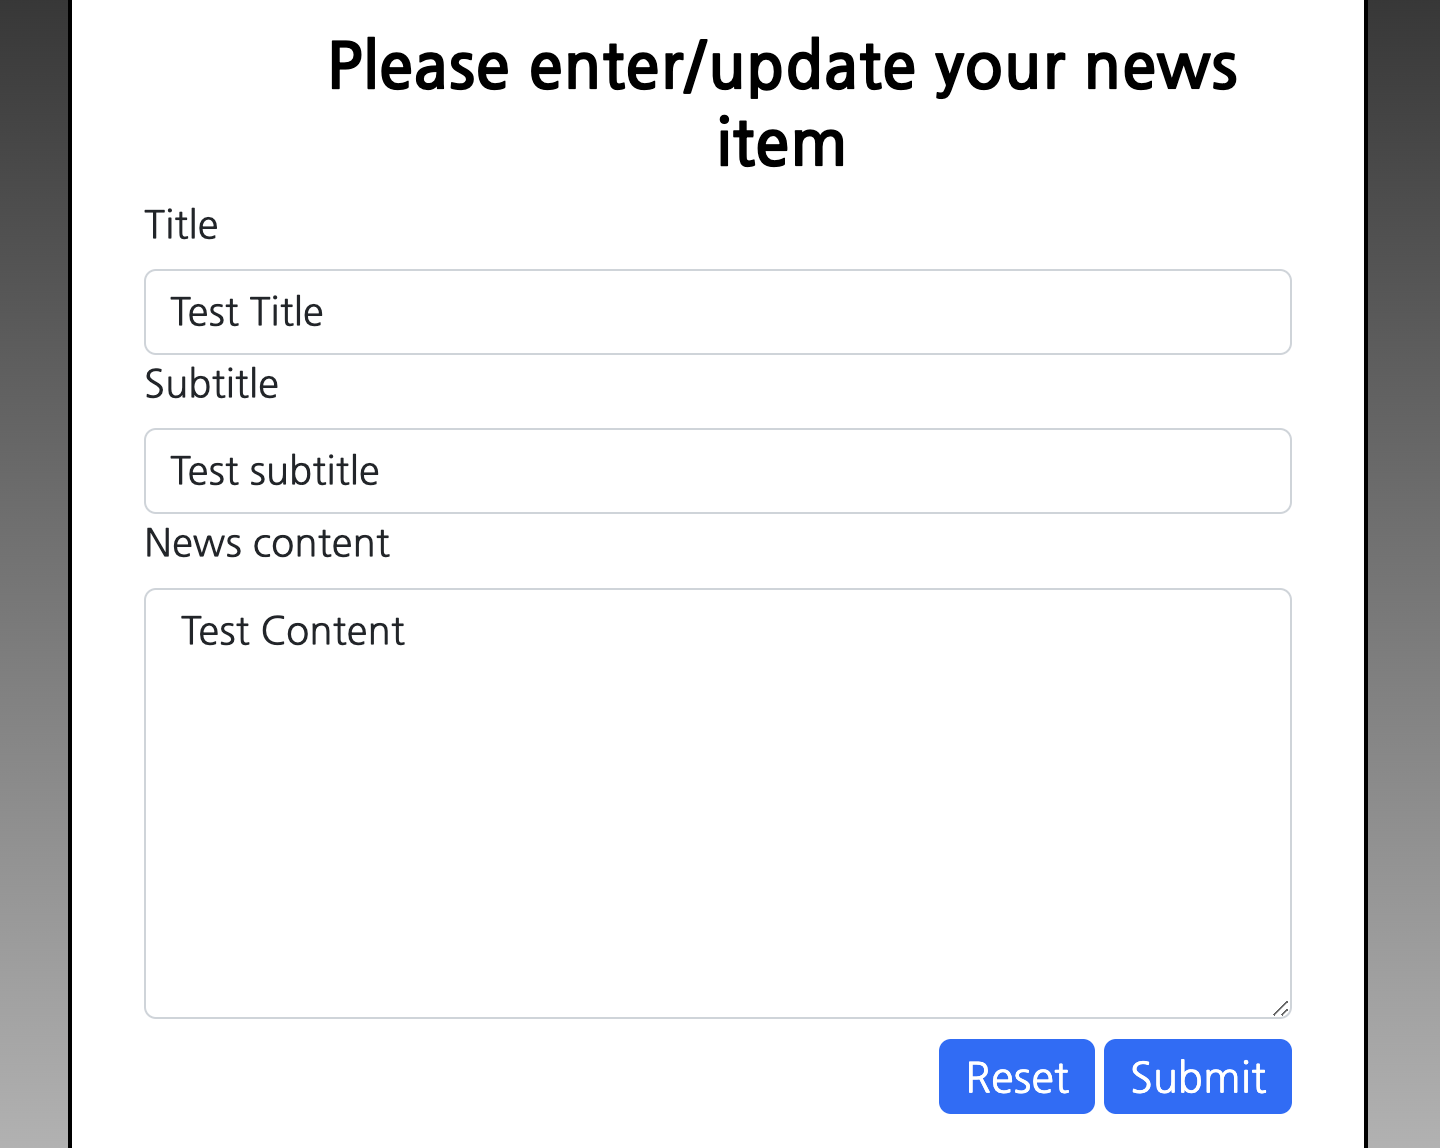 Please enter/update your news
item
Title
Test Title
Subtitle
Test subtitle
News content
Test Content
Reset Submit